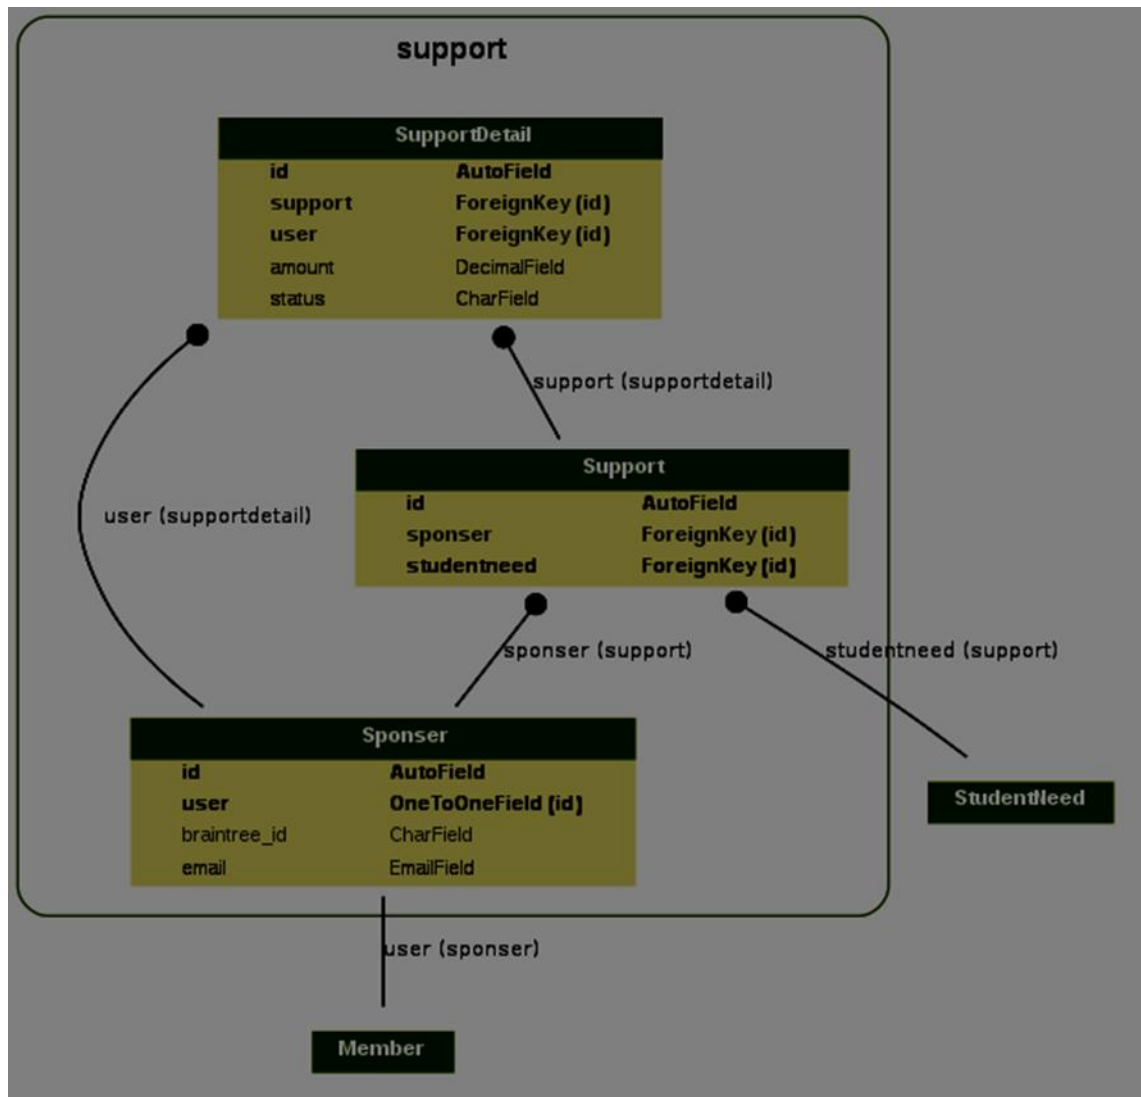 support
SupportDetail
id AutoField
support ForeignKey (id)
user ForeignKey (id)
amount DecimalField
status CharField
support (supportdetail)
user (supportdetail)
Support
id AutoField
sponser ForeignKey (id)
studentneed ForeignKey (id)
sponser (support)
studentneed (support)
Sponser
id AutoField
user OneToOneField (id)
braintree_id CharField
email EmailField
StudentNeed
user (sponser)
Member